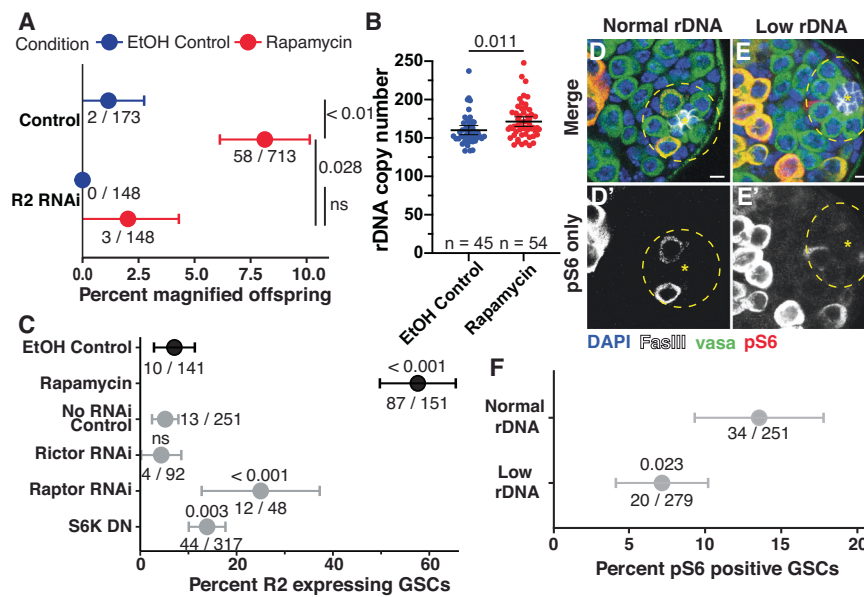 A
Condition EtOH Control Rapamycin
Control
2 / 173
< 0.01
58 / 713
0.028
R2 RNAi
0 / 148
ns
3 / 148
0.0 2.5 5.0 7.5 10.0
Percent magnified offspring
B
0.011
250
200
150
100
50
0
rDNA copy number
n = 45 n = 54
EtOH Control
Rapamycin
Normal rDNA Low rDNA
D E
Merge
*
*
D' E'
pS6 only
*
*
DAPI FasIII vasa pS6
C
EtOH Control
10 / 141
Rapamycin
< 0.001
87 / 151
No RNAi
Control
13 / 251
Rictor RNAi
ns
4 / 92
Raptor RNAi
< 0.001
12 / 48
S6K DN
0.003
44 / 317
0 20 40 60
Percent R2 expressing GSCs
F
Normal
rDNA
34 / 251
Low
rDNA
0.023
20 / 279
0 5 10 15 20
Percent pS6 positive GSCs